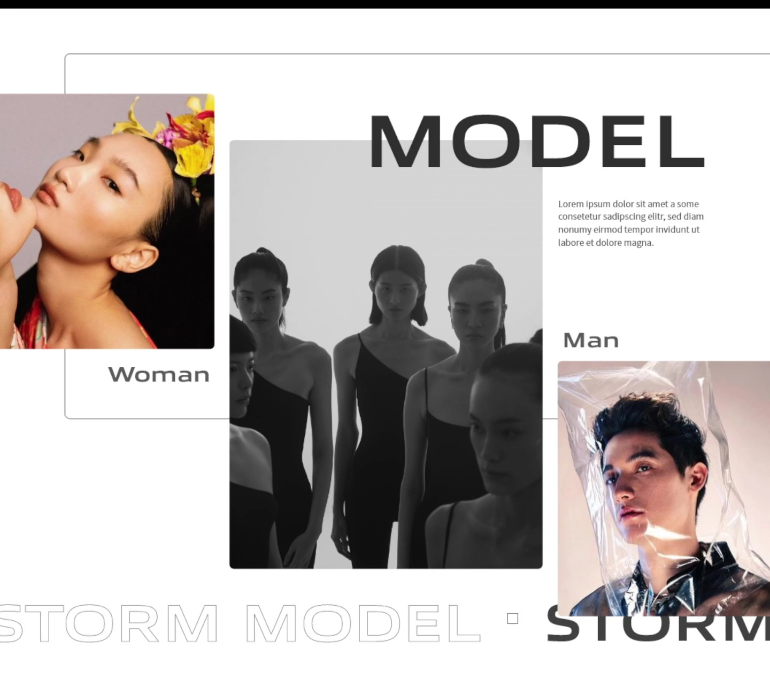 MODEL
Lorem ipsum dolor sit amet a some
consetetur sadipscing elitr, sed diam
nonumy eirmod tempor invidunt ut
labore et dolore magna.
Man
Woman
STORM MODEL STORM